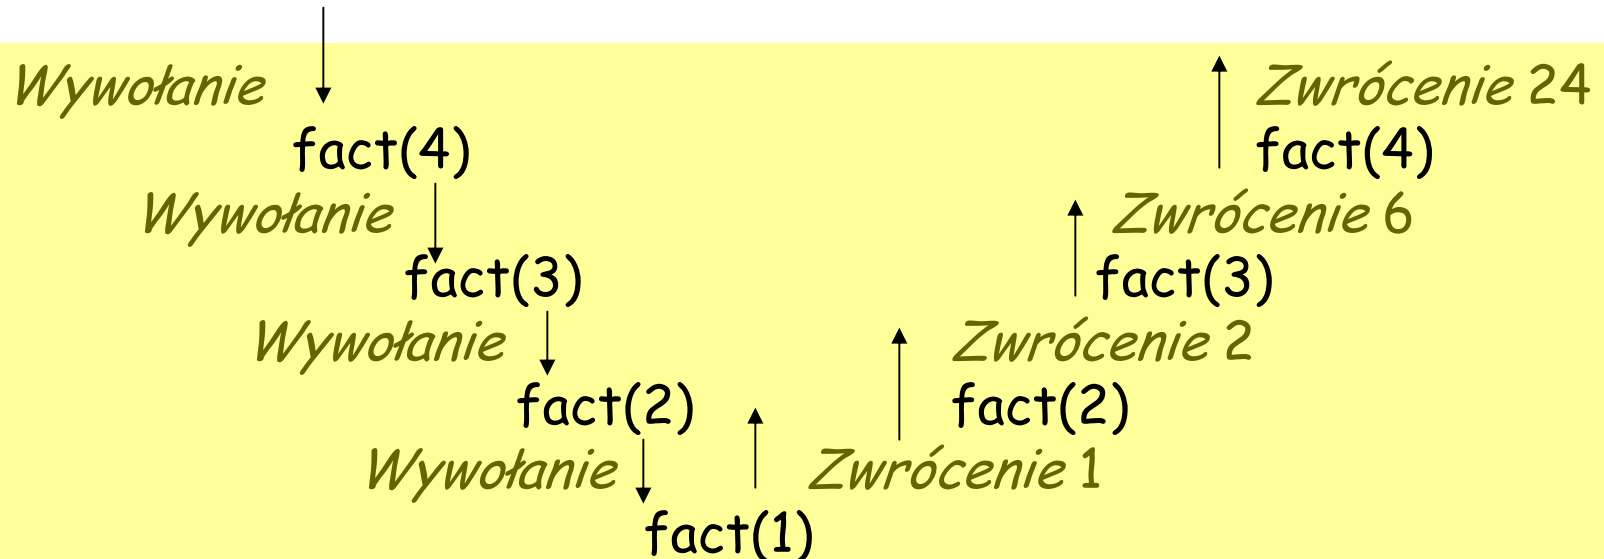 Wywołanie Zwrócenie 24
fact(4) fact(4)
Wywołanie Zwrócenie 6
fact(3) fact(3)
Wywołanie Zwrócenie 2
fact(2) fact(2)
Wywołanie Zwrócenie 1
fact(1)